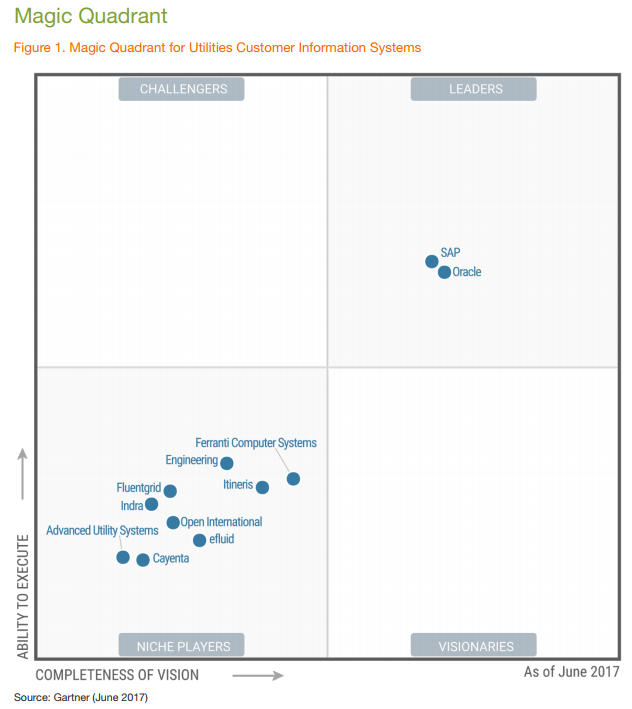 Magic Quadrant
Figure 1. Magic Quadrant for Utilities Customer Information Systems
CHALLENGERS
LEADERS
SAP
Oracle
Ferranti Computer Systems
Engineering
Itineris
Fluentgrid
Indra
Open International
Advanced Utility Systems
efluid
Cayenta
ABILITY TO EXECUTE
NICHE PLAYERS
VISIONARIES
COMPLETENESS OF VISION
As of June 2017
Source: Gartner (June 2017)